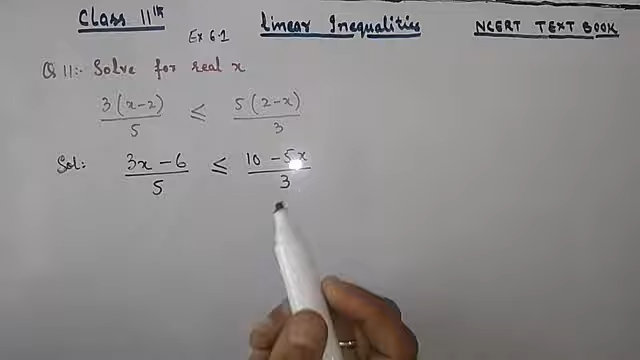 Class 11th Linear Inequalities NCERT TEXT BOOK
Ex 6.1
Q 11:- Solve for real x
3(x-2)/5 ≤ 5(2-x)/3
Sol: 3x-6/5 ≤ 10-5x/3